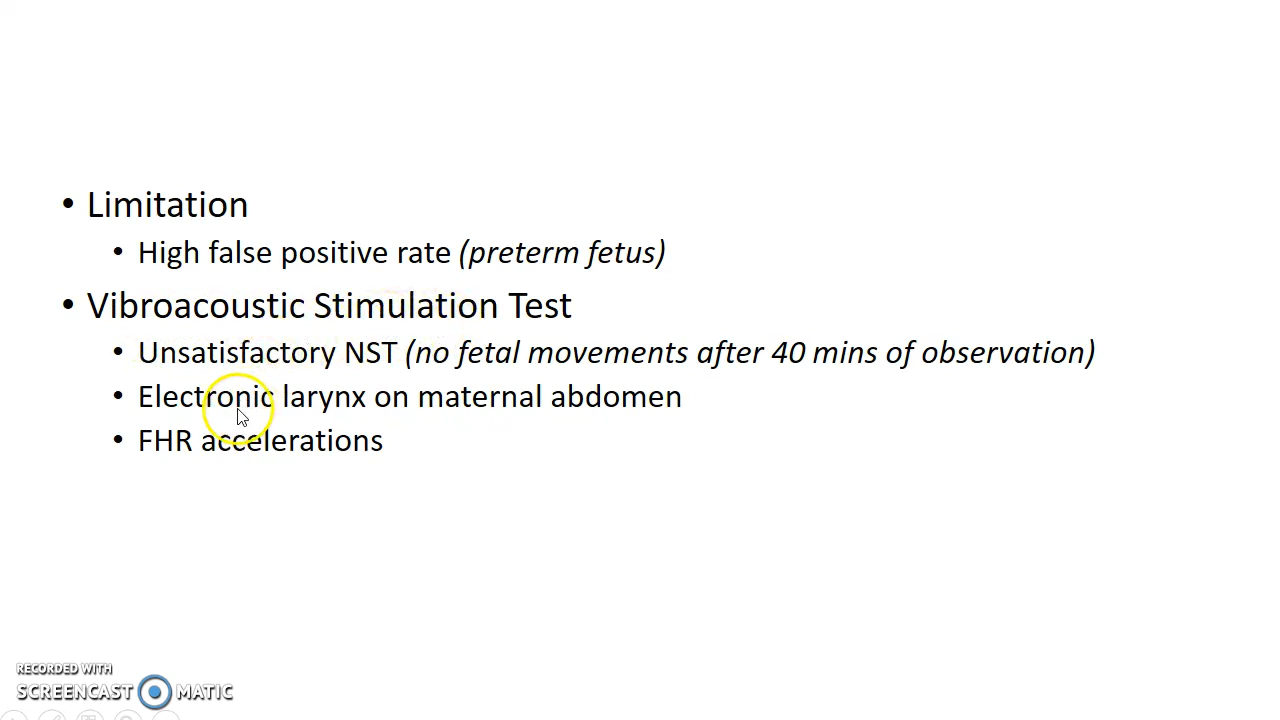 • Limitation
• High false positive rate (preterm fetus)
• Vibroacoustic Stimulation Test
• Unsatisfactory NST (no fetal movements after 40 mins of observation)
• Electronic larynx on maternal abdomen
• FHR accelerations
RECORDED WITH
SCREENCAST MATIC